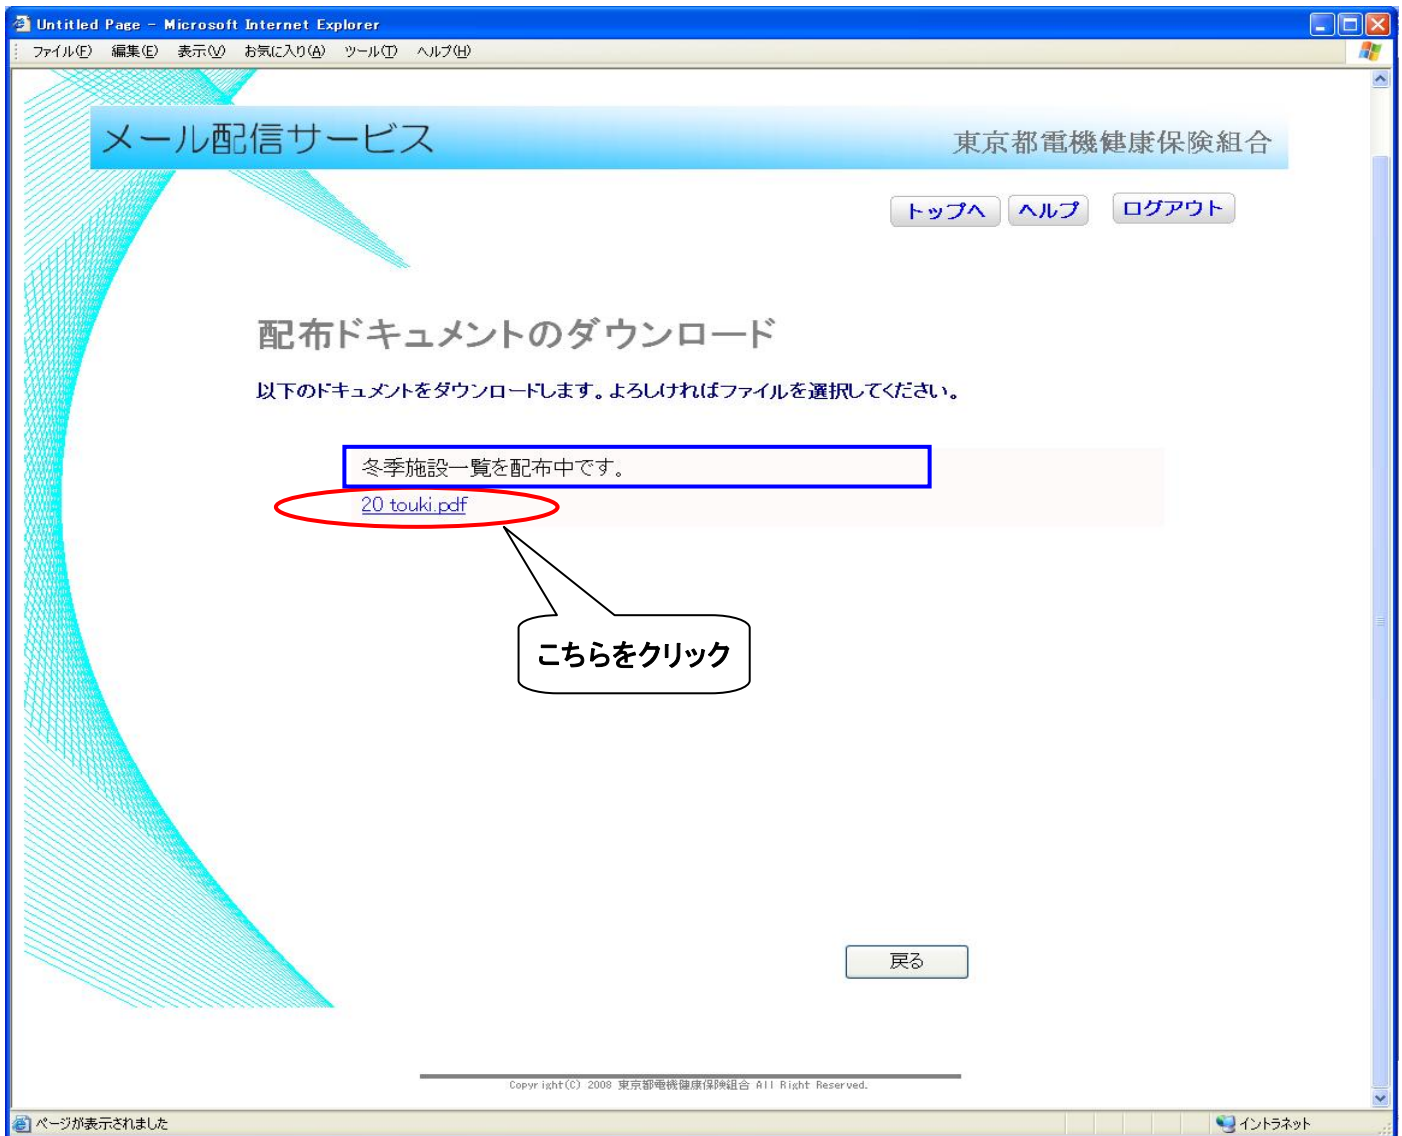 Untitled Page - Microsoft Internet Explorer
ファイル(F) 編集(E) 表示(V) お気に入り(A) ツール(T) ヘルプ(H)
メール配信サービス
東京都電機健康保険組合
トップへ ヘルプ ログアウト
配布ドキュメントのダウンロード
以下のドキュメントをダウンロードします。よろしければファイルを選択してください。
冬季施設一覧を配布中です。
20 touki.pdf
こちらをクリック
戻る
Copyright(C) 2008 東京都電機健康保険組合 All Right Reserved.
ページが表示されました
イントラネット